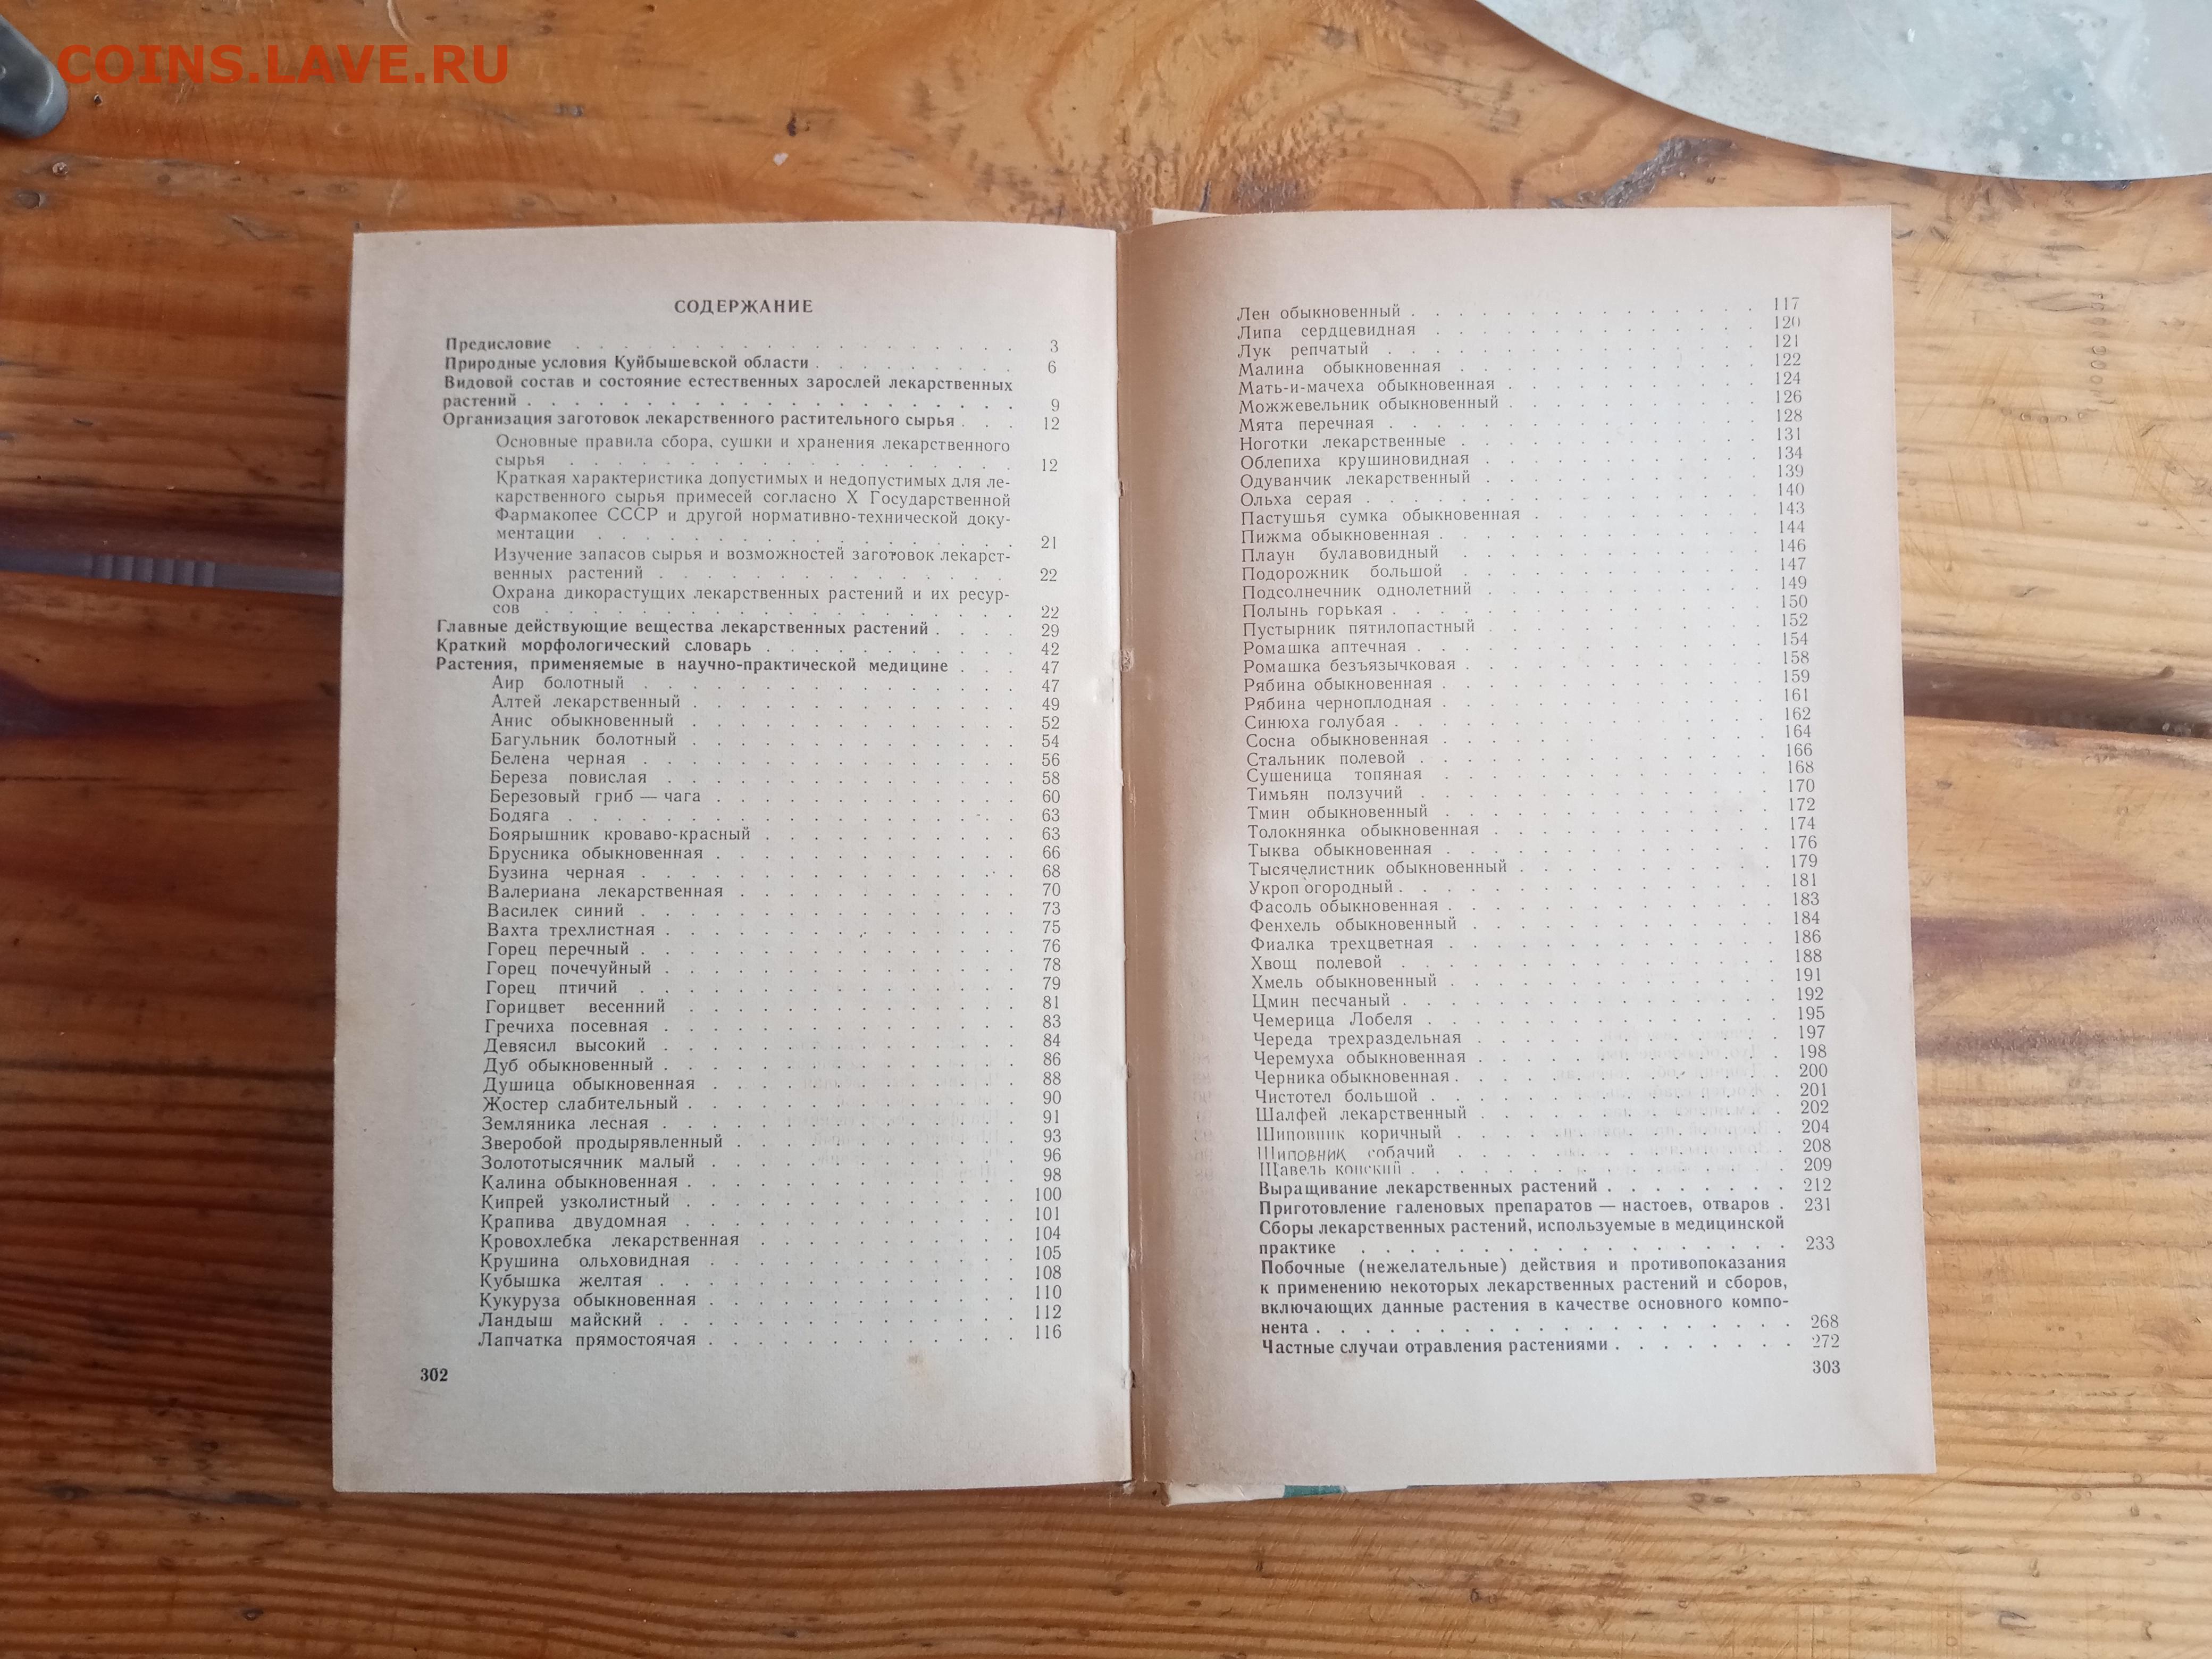 COINS.LAVE.RU
СОДЕРЖАНИЕ
Предисловие . . . 3
Природные условия Куйбышевской области . . . 6
Видовой состав и состояние естественных зарослей лекарственных
растений . . . 9
Организация заготовок лекарственного растительного сырья . . . 12
Основные правила сбора, сушки и хранения лекарственного
сырья . . . 12
Краткая характеристика допустимых и недопустимых для ле-
карственного сырья примесей согласно X Государственной
Фармакопее СССР и другой нормативно-технической доку-
ментации . . . 21
Изучение запасов сырья и возможностей заготовок лекарст-
венных растений . . . 22
Охрана дикорастущих лекарственных растений и их ресур-
сов . . . 22
Главные действующие вещества лекарственных растений . . . 29
Краткий морфологический словарь . . . 42
Растения, применяемые в научно-практической медицине . . . 47
Аир болотный . . . 47
Алтей лекарственный . . . 49
Анис обыкновенный . . . 52
Багульник болотный . . . 54
Белена черная . . . 56
Береза повислая . . . 58
Березовый гриб — чага . . . 60
Бодяга . . . 63
Боярышник кроваво-красный . . . 63
Брусника обыкновенная . . . 66
Бузина черная . . . 68
Валериана лекарственная . . . 70
Василек синий . . . 73
Вахта трехлистная . . . 75
Горец перечный . . . 76
Горец почечуйный . . . 78
Горец птичий . . . 79
Горицвет весенний . . . 81
Гречиха посевная . . . 83
Девясил высокий . . . 84
Дуб обыкновенный . . . 86
Душица обыкновенная . . . 88
Жостер слабительный . . . 90
Земляника лесная . . . 91
Зверобой продырявленный . . . 93
Золототысячник малый . . . 96
Калина обыкновенная . . . 98
Кипрей узколистный . . . 100
Крапива двудомная . . . 101
Кровохлебка лекарственная . . . 104
Крушина ольховидная . . . 105
Кубышка желтая . . . 108
Кукуруза обыкновенная . . . 110
Ландыш майский . . . 112
Лапчатка прямостоячая . . . 116
302
Лен обыкновенный . . . 117
Липа сердцевидная . . . 120
Лук репчатый . . . 121
Малина обыкновенная . . . 122
Мать-и-мачеха обыкновенная . . . 124
Можжевельник обыкновенный . . . 126
Мята перечная . . . 128
Ноготки лекарственные . . . 131
Облепиха крушиновидная . . . 134
Одуванчик лекарственный . . . 139
Ольха серая . . . 140
Пастушья сумка обыкновенная . . . 143
Пижма обыкновенная . . . 144
Плаун булавовидный . . . 146
Подорожник большой . . . 147
Подсолнечник однолетний . . . 149
Полынь горькая . . . 150
Пустырник пятилопастный . . . 152
Ромашка аптечная . . . 154
Ромашка безъязычковая . . . 158
Рябина обыкновенная . . . 159
Рябина черноплодная . . . 161
Синюха голубая . . . 162
Сосна обыкновенная . . . 164
Стальник полевой . . . 166
Сушеница топяная . . . 168
Тимьян ползучий . . . 170
Тмин обыкновенный . . . 172
Толокнянка обыкновенная . . . 174
Тыква обыкновенная . . . 176
Тысячелистник обыкновенный . . . 179
Укроп огородный . . . 181
Фасоль обыкновенная . . . 183
Фенхель обыкновенный . . . 184
Фиалка трехцветная . . . 186
Хвощ полевой . . . 188
Хмель обыкновенный . . . 191
Цмин песчаный . . . 192
Чемерица Лобеля . . . 195
Череда трехраздельная . . . 197
Черемуха обыкновенная . . . 198
Черника обыкновенная . . . 200
Чистотел большой . . . 201
Шалфей лекарственный . . . 202
Шиповник коричный . . . 204
Шиповник собачий . . . 208
Щавель конский . . . 209
Выращивание лекарственных растений . . . 212
Приготовление галеновых препаратов — настоев, отваров . 231
Сборы лекарственных растений, используемые в медицинской
практике . . . 233
Побочные (нежелательные) действия и противопоказания
к применению некоторых лекарственных растений и сборов,
включающих данные растения в качестве основного компо-
нента . . . 268
Частные случаи отравления растениями . . . 272
303